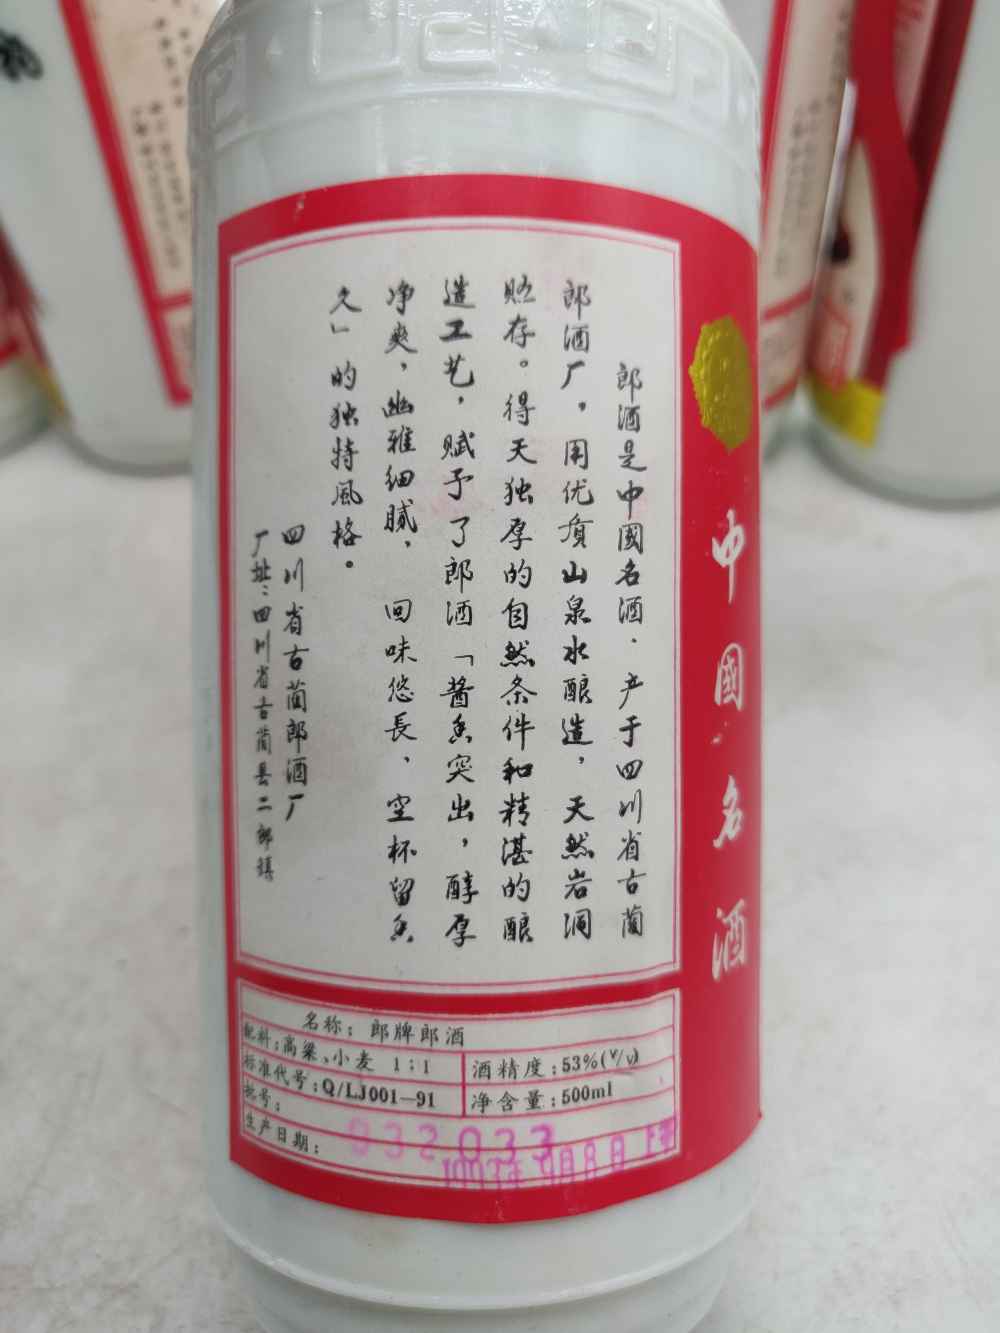 郎酒是中國名酒．产于四川省古蔺
郎酒厂，用优质山泉水酿造，天然岩洞
贮存。得天独厚的自然条件和精湛的酿
造工艺，赋予了郎酒「酱香突出，醇厚
净爽，幽雅细腻，回味悠長，空杯留香
久」的独特風格。
四川省古蔺郎酒厂
厂址：四川省古蔺县二郎镇
中國名酒
名称：郎牌郎酒
配料：高粱、小麦 1：1
酒精度：53%(v/v)
标准代号：Q/LJ001—91
净含量：500ml
批号：
932033
生产日期：